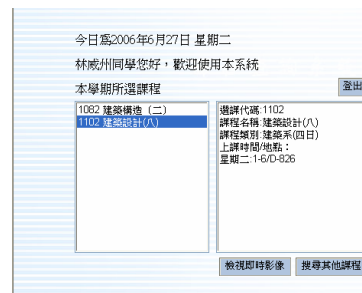 今日為2006年6月27日 星期二
林威州同學您好，歡迎使用本系統
本學期所選課程
登出
1082 建築構造（二）
1102 建築設計(八)
選課代碼:1102
課程名稱:建築設計(八)
課程類別:建築系(四日)
上課時間/地點：
星期二:1-6/D-826
檢視即時影像
搜尋其他課程